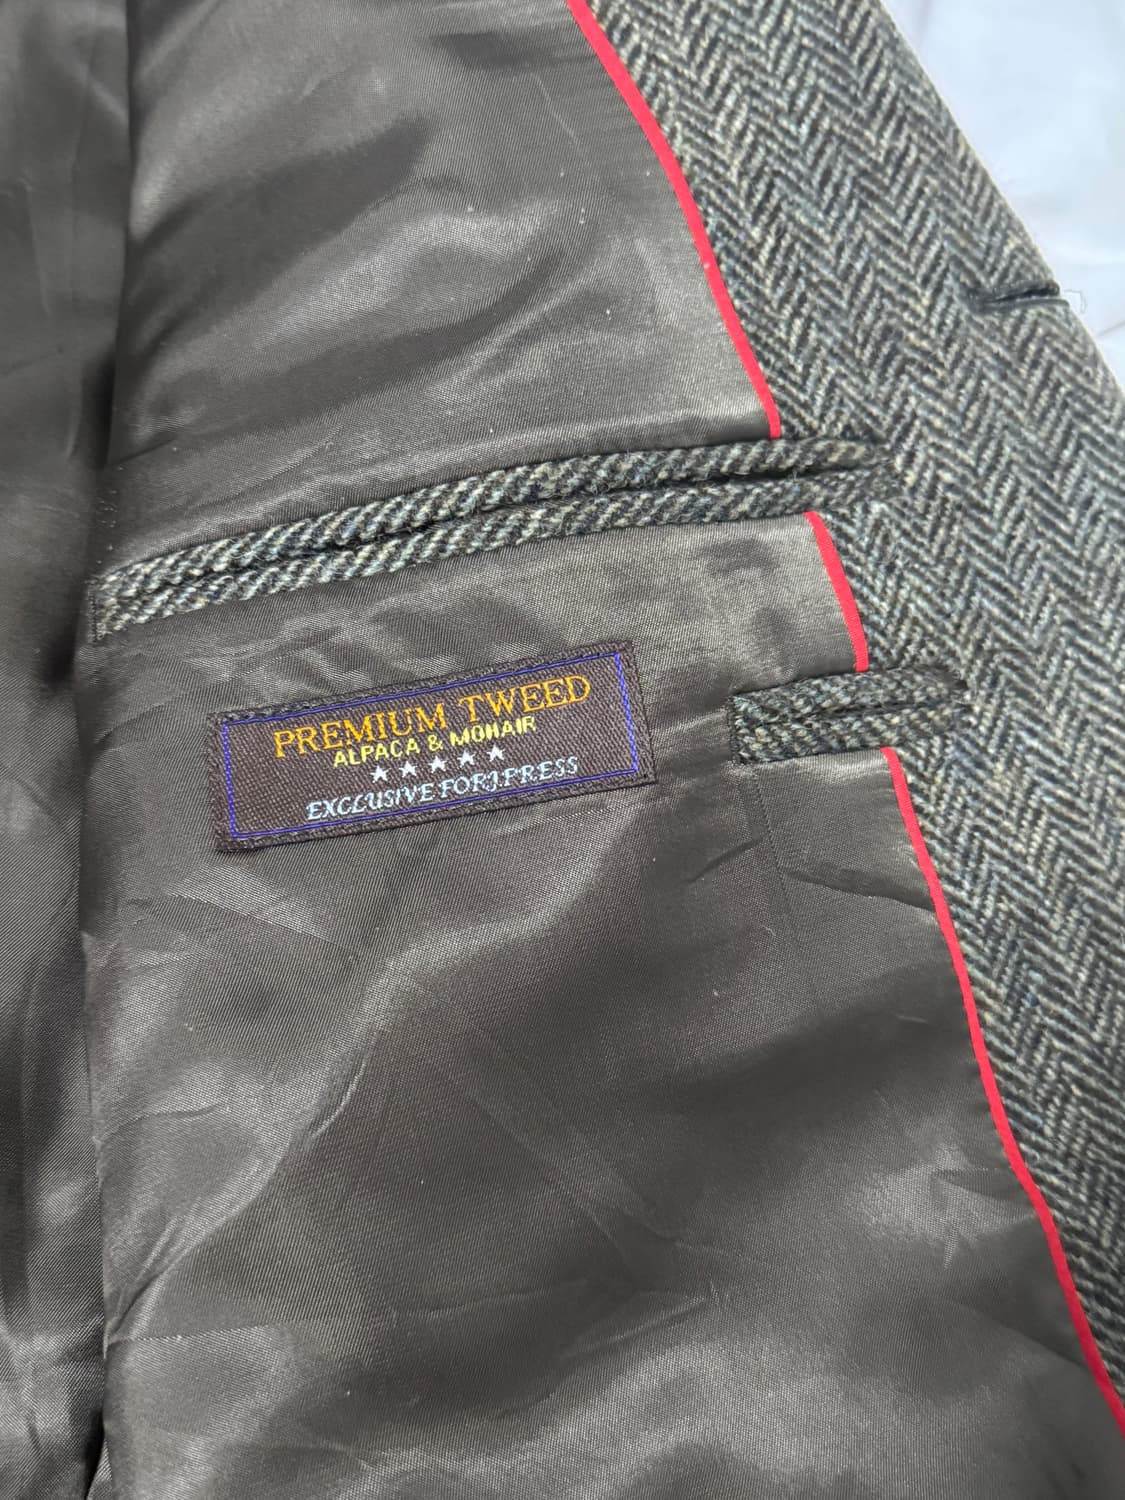 PREMIUM TWEED
ALPACA & MOHAIR
★★★★★
EXCLUSIVE FOR J.PRESS